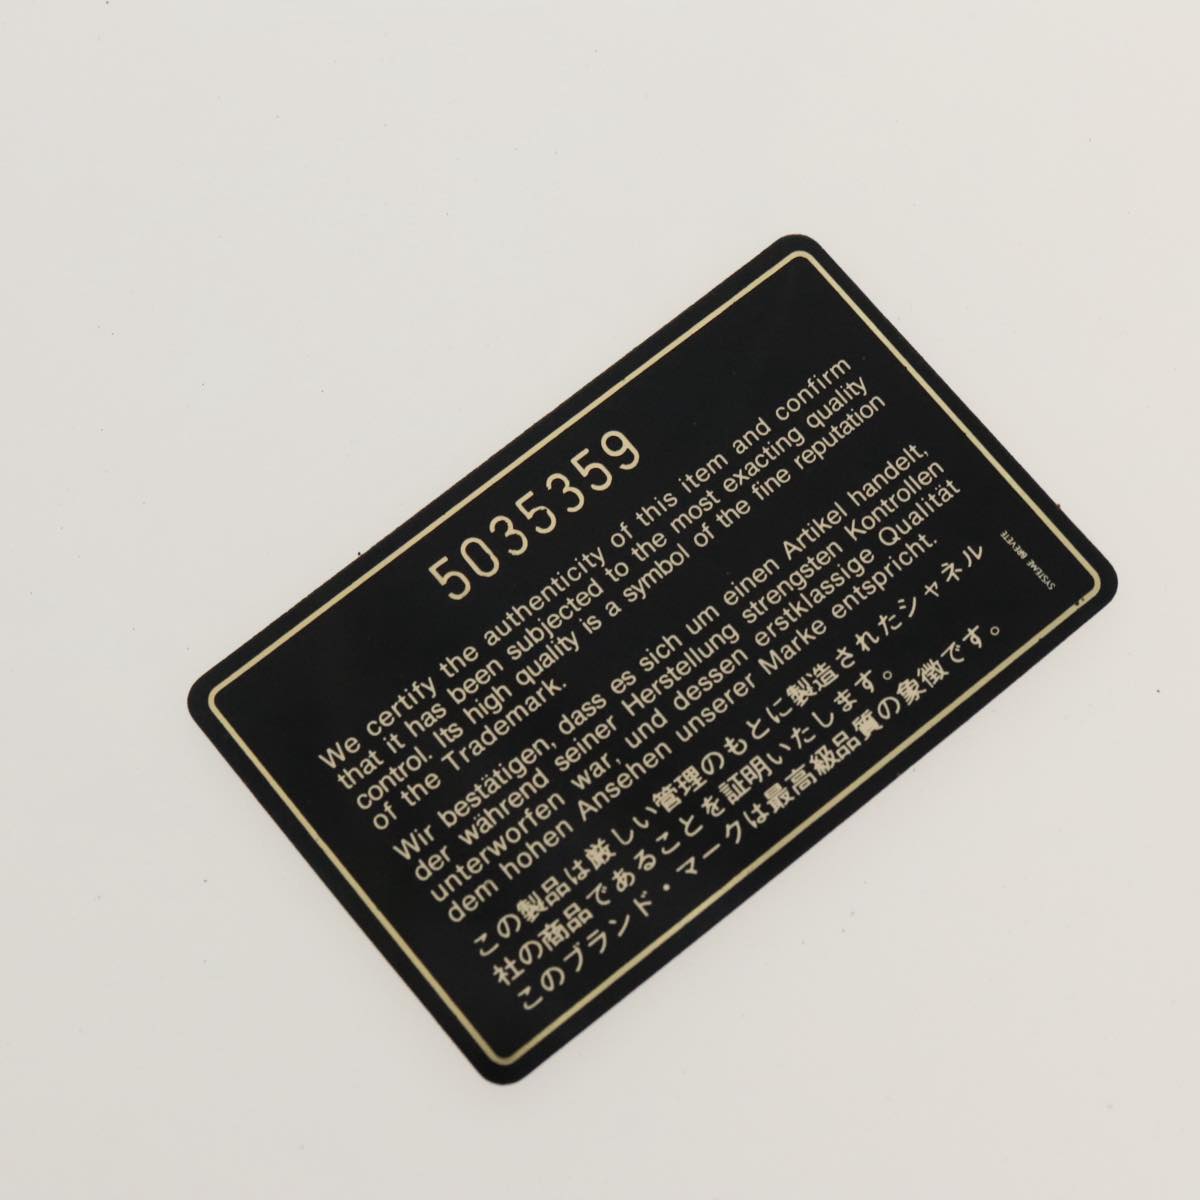 5035359
We certify the authenticity of this item and confirm
that it has been subjected to the most exacting quality
control. Its high quality is a symbol of the fine reputation
of the Trademark.
Wir bestätigen, dass es sich um einen Artikel handelt,
der während seiner Herstellung strengsten Kontrollen
unterworfen war, und dessen erstklassige Qualität
dem hohen Ansehen unserer Marke entspricht.
この製品は厳しい管理のもとに製造されたシャネル
社の商品であることを証明いたします。
このブランド・マークは最高級品質の象徴です。
SYSTEME BREVETE